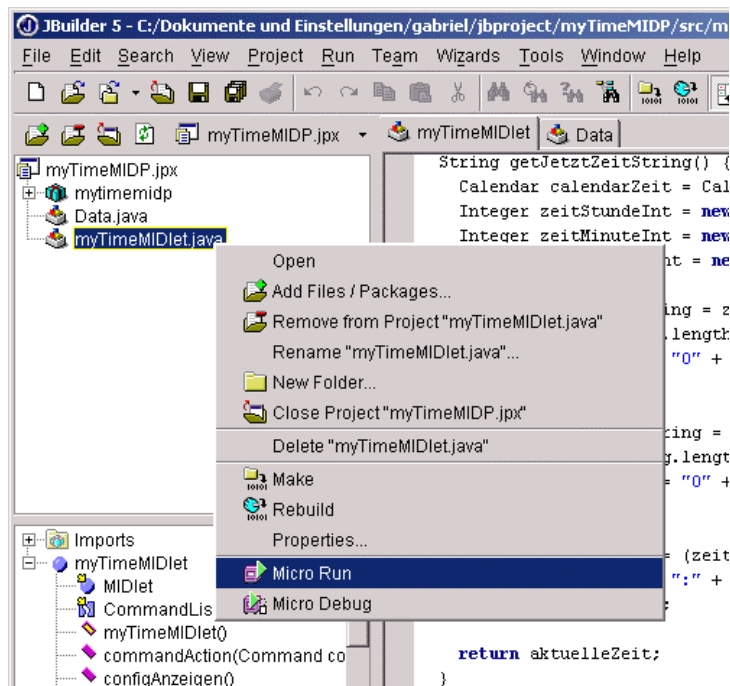 JBuilder 5 - C:/Dokumente und Einstellungen/gabriel/jbproject/myTimeMIDP/src/m
File Edit Search View Project Run Team Wizards Tools Window Help
myTimeMIDP.jpx
myTimeMIDlet
Data
myTimeMIDP.jpx
mytimemidp
Data.java
myTimeMIDlet.java
String getJetztZeitString() {
Calendar calendarZeit = Cal
Integer zeitStundeInt = new
Integer zeitMinuteInt = new
nt = ne
ing = z
.length
"0" +
ring =
g.lengt
= "0" +
= (zeit
":" +
;
return aktuelleZeit;
}
Open
Add Files / Packages...
Remove from Project "myTimeMIDlet.java"
Rename "myTimeMIDlet.java"...
New Folder...
Close Project "myTimeMIDP.jpx"
Delete "myTimeMIDlet.java"
Make
Rebuild
Properties...
Micro Run
Micro Debug
Imports
myTimeMIDlet
MIDlet
CommandLis
myTimeMIDlet()
commandAction(Command co
configAnzeigen()